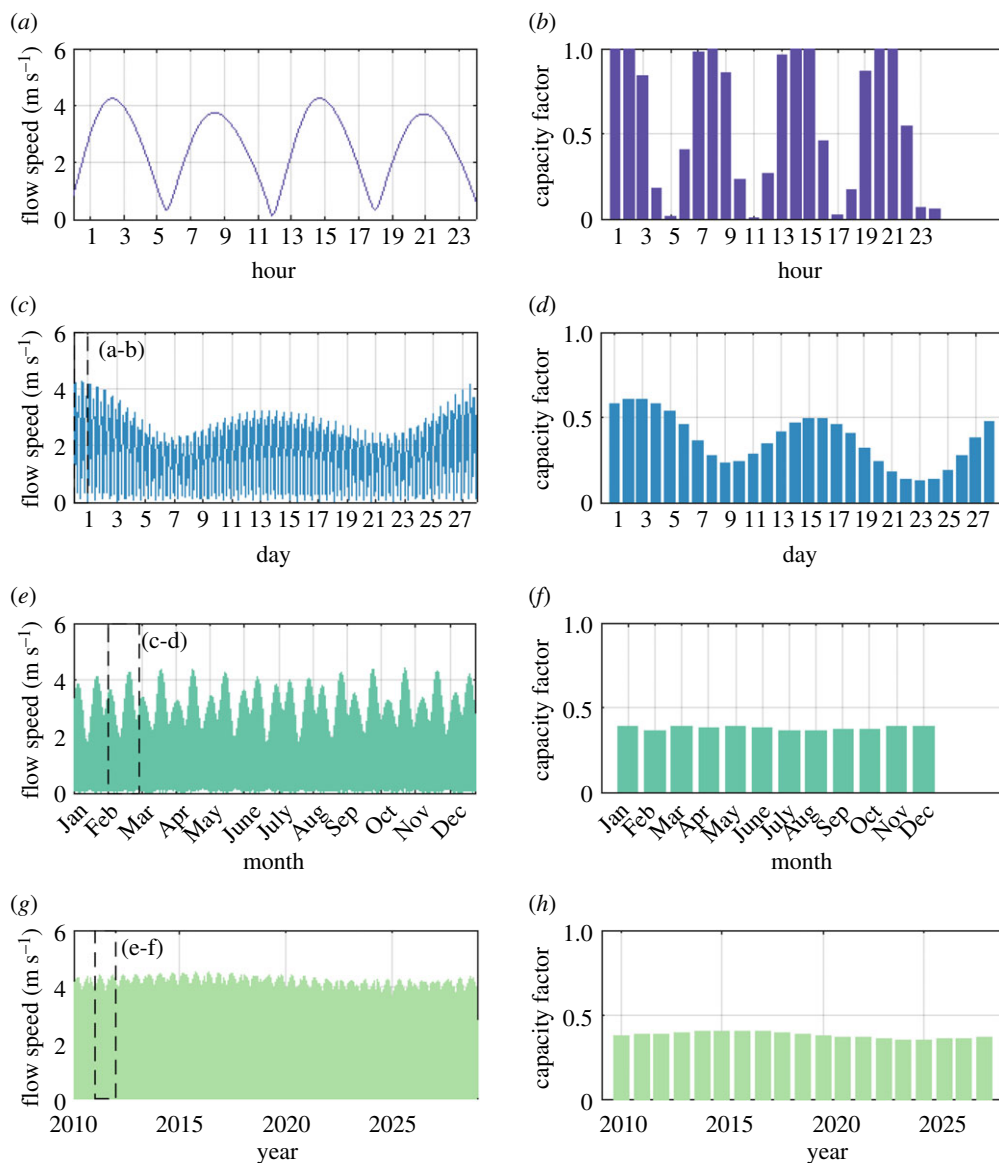 (a)
flow speed (m s⁻¹)
6
4
2
0
1 3 5 7 9 11 13 15 17 19 21 23
hour
(b)
capacity factor
1.0
0.5
0
1 3 5 7 9 11 13 15 17 19 21 23
hour
(c)
flow speed (m s⁻¹)
6
4
2
0
(a-b)
1 3 5 7 9 11 13 15 17 19 21 23 25 27
day
(d)
capacity factor
1.0
0.5
0
1 3 5 7 9 11 13 15 17 19 21 23 25 27
day
(e)
flow speed (m s⁻¹)
6
4
2
0
(c-d)
Jan Feb Mar Apr May June July Aug Sep Oct Nov Dec
month
(f)
capacity factor
1.0
0.5
0
Jan Feb Mar Apr May June July Aug Sep Oct Nov Dec
month
(g)
flow speed (m s⁻¹)
6
4
2
0
(e-f)
2010 2015 2020 2025
year
(h)
capacity factor
1.0
0.5
0
2010 2015 2020 2025
year